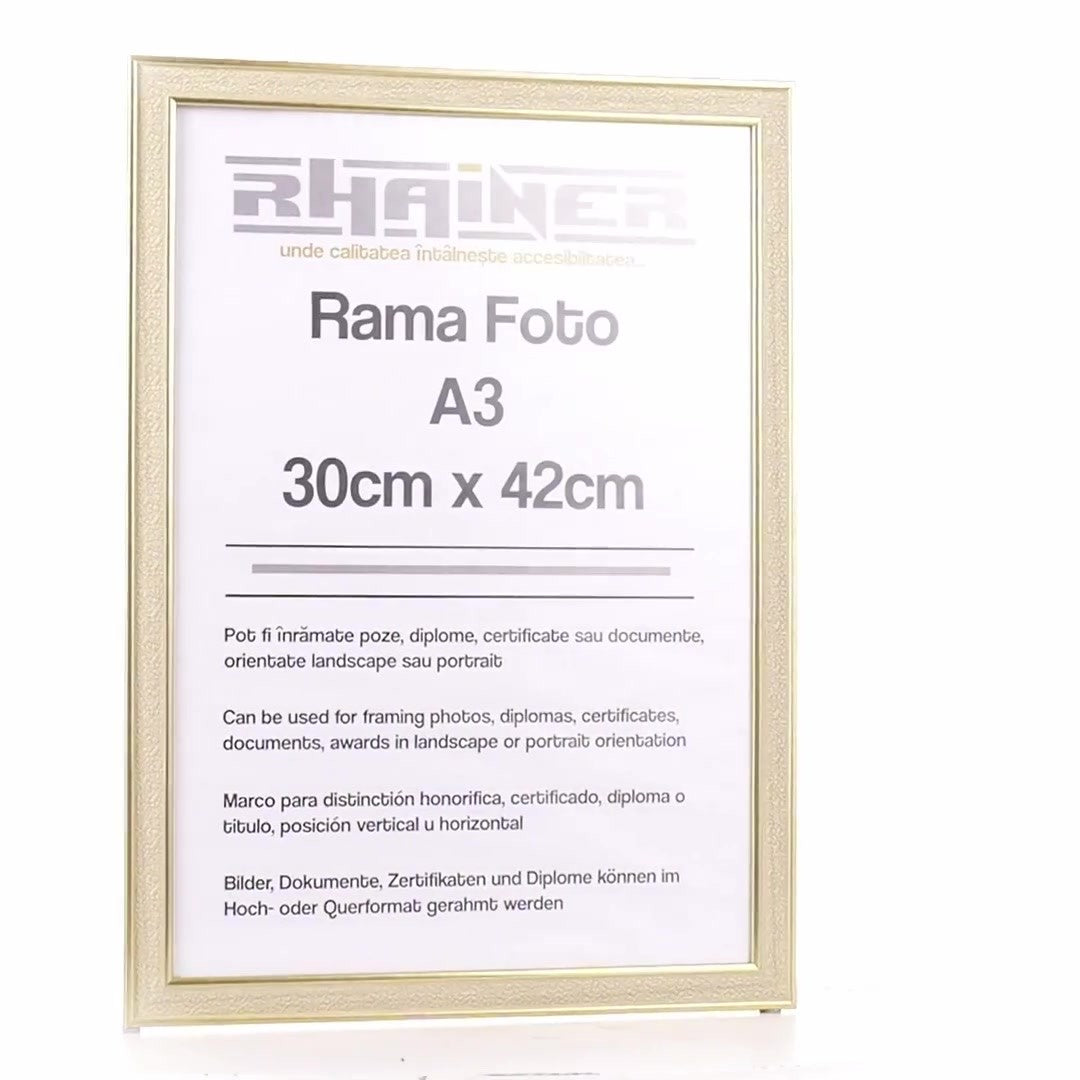 RHAINER
unde calitatea întâlnește accesibilitatea...
Rama Foto
A3
30cm x 42cm
Pot fi înrămate poze, diplome, certificate sau documente,
orientate landscape sau portrait
Can be used for framing photos, diplomas, certificates,
documents, awards in landscape or portrait orientation
Marco para distinctión honorifica, certificado, diploma o
titulo, posición vertical u horizontal
Bilder, Dokumente, Zertifikaten und Diplome können im
Hoch- oder Querformat gerahmt werden